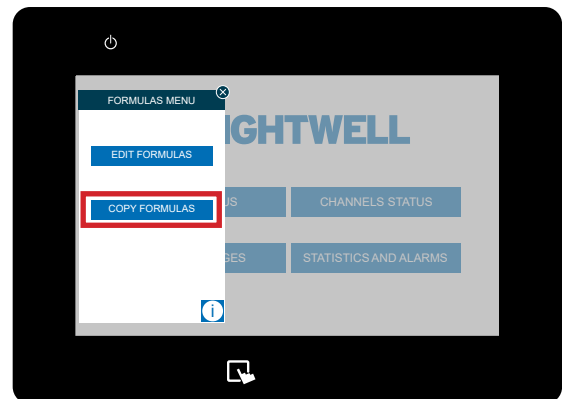 FORMULAS MENU
IGHTWELL
EDIT FORMULAS
COPY FORMULAS
US
CHANNELS STATUS
GES
STATISTICS AND ALARMS
i